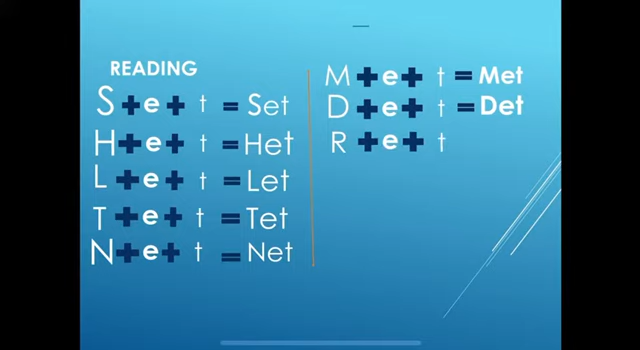 READING
S + e + t = Set
H + e + t = Het
L + e + t = Let
T + e + t = Tet
N + e + t = Net
M + e + t = Met
D + e + t = Det
R + e + t